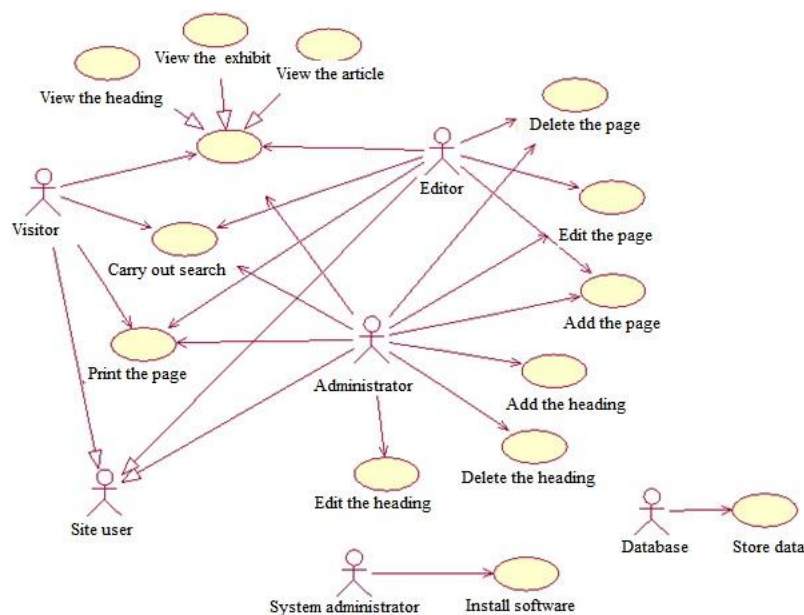 View the exhibit
View the article
View the heading
Delete the page
Editor
Visitor
Edit the page
Carry out search
Add the page
Print the page
Administrator
Add the heading
Delete the heading
Edit the heading
Site user
Database
Store data
System administrator
Install software